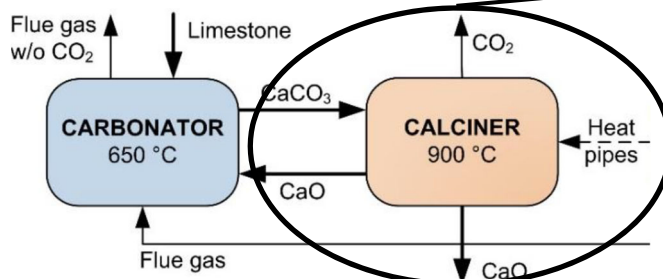 Flue gas
w/o CO₂
Limestone
CO₂
CaCO₃
CARBONATOR
650 °C
CALCINER
900 °C
Heat
pipes
CaO
Flue gas
CaO